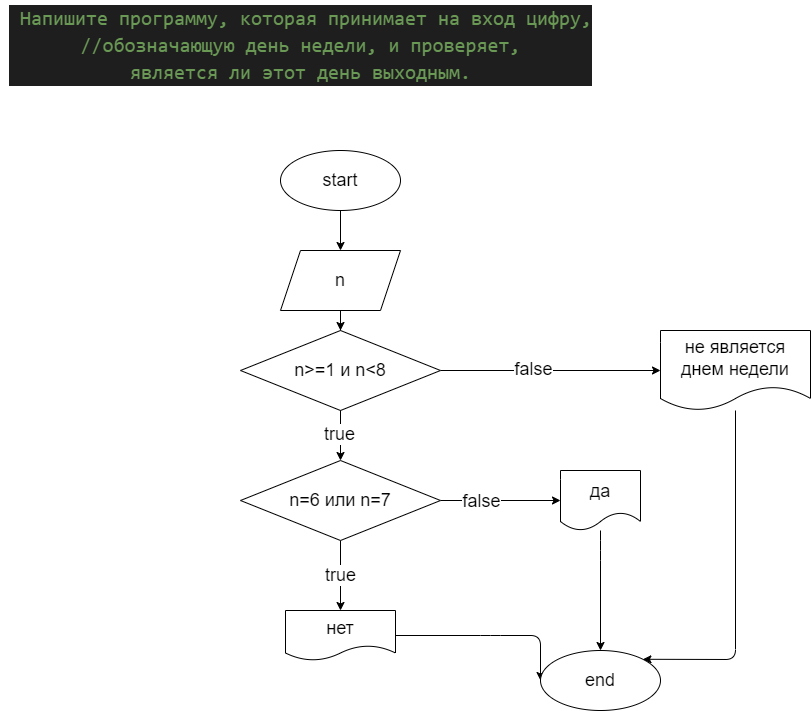 Напишите программу, которая принимает на вход цифру,
//обозначающую день недели, и проверяет,
является ли этот день выходным.
start
n
n>=1 и n<8
false
не является
днем недели
true
n=6 или n=7
false
да
true
нет
end